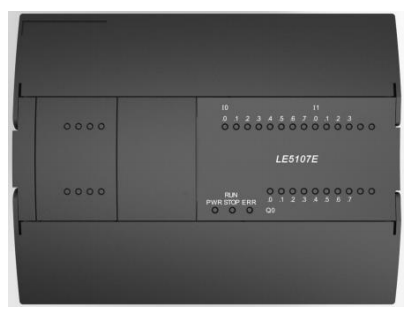 I0 I1
.0 .1 .2 .3 .4 .5 .6 .7 .0 .1 .2 .3
LE5107E
RUN
PWR STOP ERR
.0 .1 .2 .3 .4 .5 .6 .7
Q0